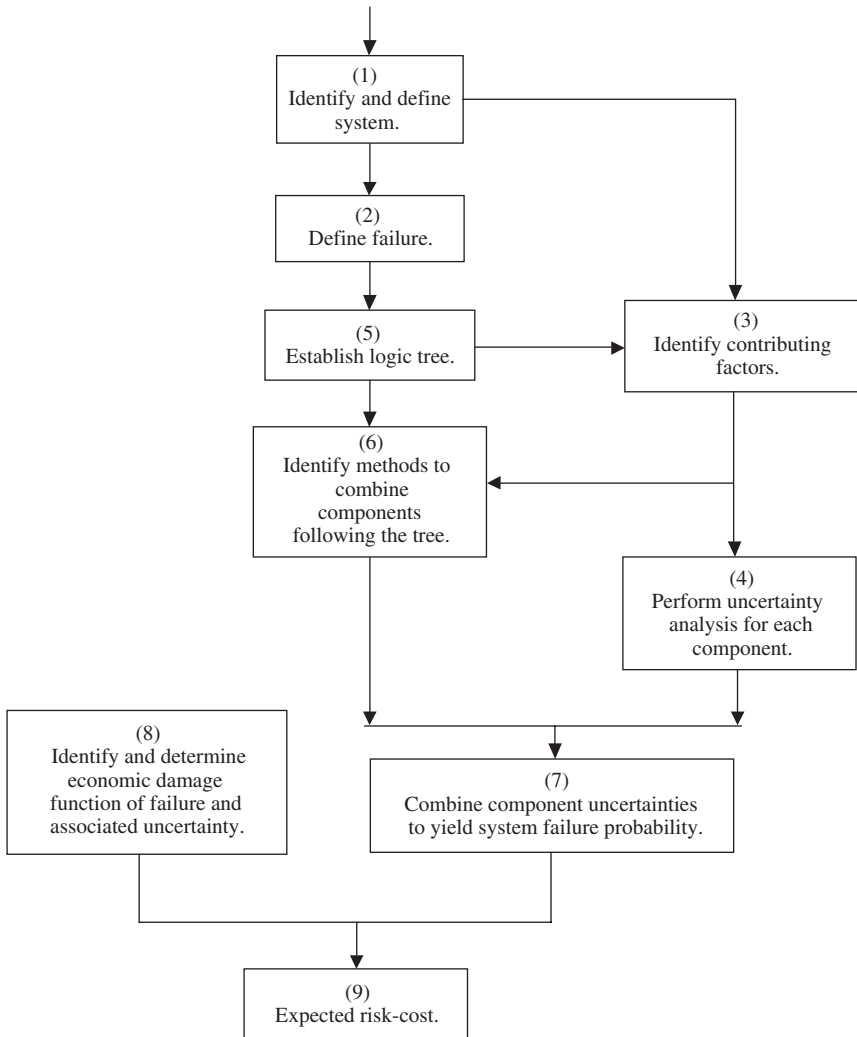 (1)
Identify and define
system.
(2)
Define failure.
(5)
Establish logic tree.
(3)
Identify contributing
factors.
(6)
Identify methods to
combine
components
following the tree.
(4)
Perform uncertainty
analysis for each
component.
(8)
Identify and determine
economic damage
function of failure and
associated uncertainty.
(7)
Combine component uncertainties
to yield system failure probability.
(9)
Expected risk-cost.